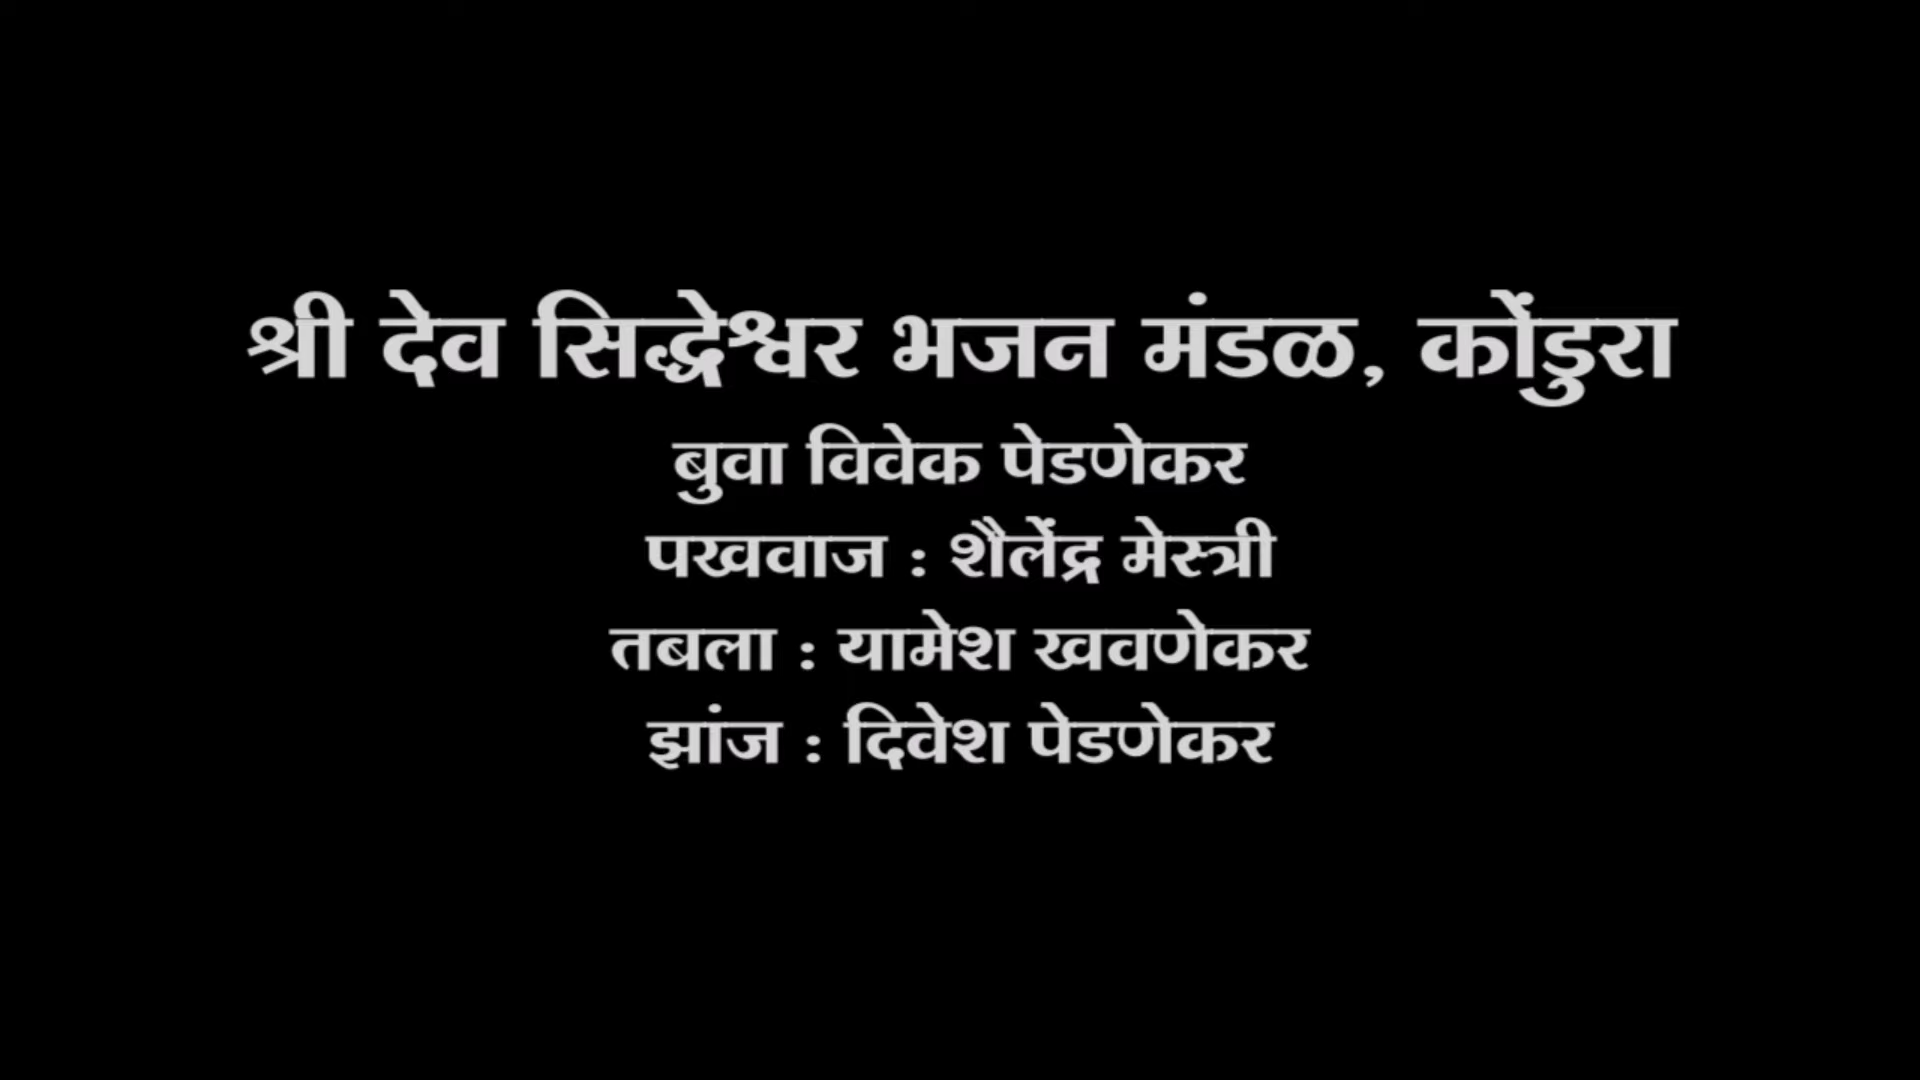 श्री देव सिद्धेश्वर भजन मंडळ, कोंडुरा
बुवा विवेक पेडणेकर
पखवाज : शैलेंद्र मेस्त्री
तबला : यामेश खवणेकर
झांज : दिवेश पेडणेकर